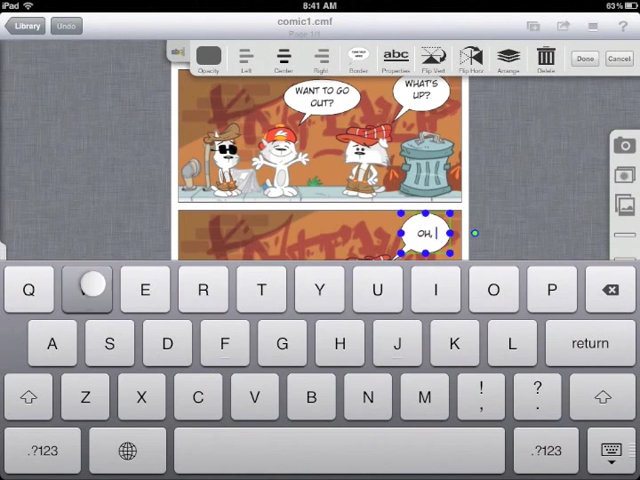 iPad
8:41 AM
63%
Library
Undo
comic1.cmf
Page 1/1
abc
Opacity
Left
Center
Right
Border
abc
Properties
Flip Vert
Flip Horz
Arrange
Delete
Done
Cancel
WANT TO GO
OUT?
WHAT'S
UP?
OH,
Q E R T Y U I O P
A S D F G H J K L return
Z X C V B N M ! , ? .
.?123 .?123